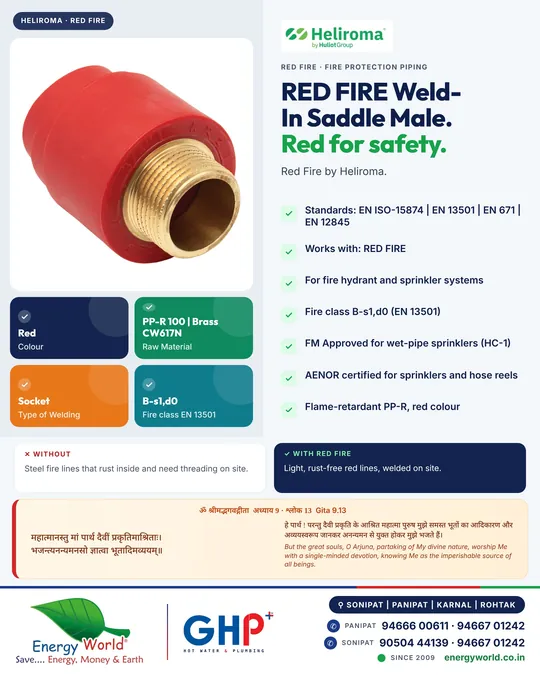 HELIROMA · RED FIRE
Heliroma®
by HuliotGroup
RED FIRE · FIRE PROTECTION PIPING
RED FIRE Weld-
In Saddle Male.
Red for safety.
Red Fire by Heliroma.
Standards: EN ISO-15874 | EN 13501 | EN 671 |
EN 12845
Works with: RED FIRE
For fire hydrant and sprinkler systems
Fire class B-s1,d0 (EN 13501)
FM Approved for wet-pipe sprinklers (HC-1)
AENOR certified for sprinklers and hose reels
Flame-retardant PP-R, red colour
Red
Colour
PP-R 100 | Brass
CW617N
Raw Material
Socket
Type of Welding
B-s1,d0
Fire class EN 13501
✕ WITHOUT
Steel fire lines that rust inside and need threading on site.
✓ WITH RED FIRE
Light, rust-free red lines, welded on site.
ॐ श्रीमद्भगवद्गीता अध्याय 9 · श्लोक 13 Gita 9.13
महात्मानस्तु मां पार्थ दैवीं प्रकृतिमाश्रिताः।
भजन्त्यनन्यमनसो ज्ञात्वा भूतादिमव्ययम्॥
हे पार्थ ! परन्तु दैवी प्रकृति के आश्रित महात्मा पुरुष मुझे समस्त भूतों का आदिकारण और
अव्ययस्वरूप जानकर अनन्यमन से युक्त होकर मुझे भजते हैं।
But the great souls, O Arjuna, partaking of My divine nature, worship Me
with a single-minded devotion, knowing Me as the imperishable source of
all beings.
Energy World®
Save.... Energy, Money & Earth
GHP+
HOT WATER & PLUMBING
SONIPAT | PANIPAT | KARNAL | ROHTAK
PANIPAT 94666 00611 · 94667 01242
SONIPAT 90504 44139 · 94667 01242
SINCE 2009 energyworld.co.in